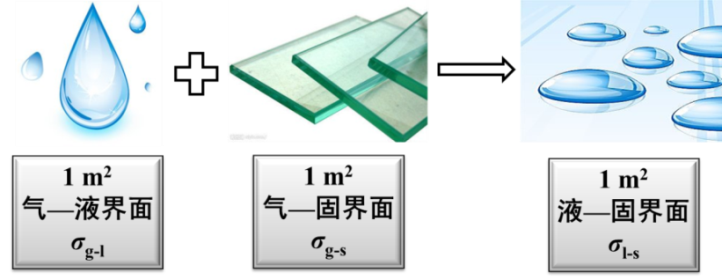 1 m²
气—液界面
σg-l
1 m²
气—固界面
σg-s
1 m²
液—固界面
σl-s